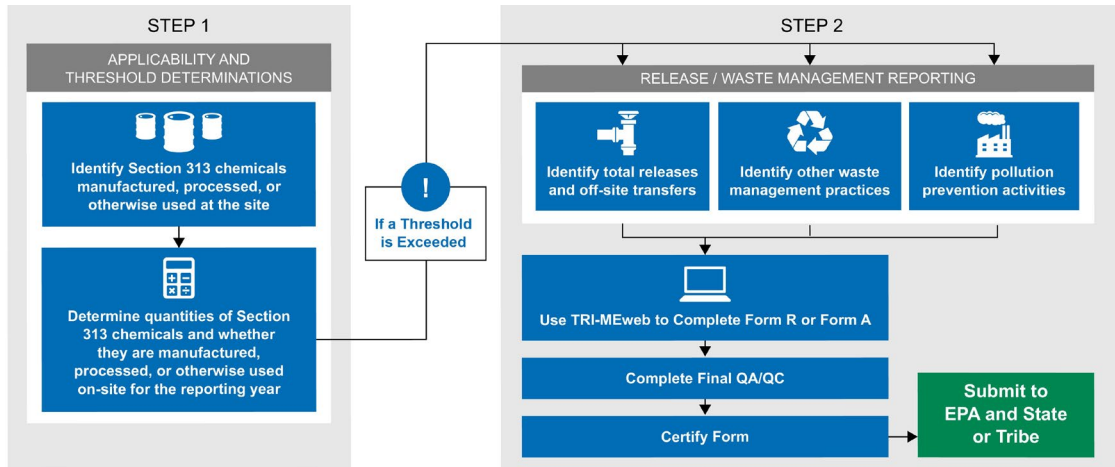 STEP 1
APPLICABILITY AND
THRESHOLD DETERMINATIONS
Identify Section 313 chemicals
manufactured, processed, or
otherwise used at the site
Determine quantities of Section
313 chemicals and whether
they are manufactured,
processed, or otherwise used
on-site for the reporting year
!
If a Threshold
is Exceeded
STEP 2
RELEASE / WASTE MANAGEMENT REPORTING
Identify total releases
and off-site transfers
Identify other waste
management practices
Identify pollution
prevention activities
Use TRI-MEweb to Complete Form R or Form A
Complete Final QA/QC
Certify Form
Submit to
EPA and State
or Tribe